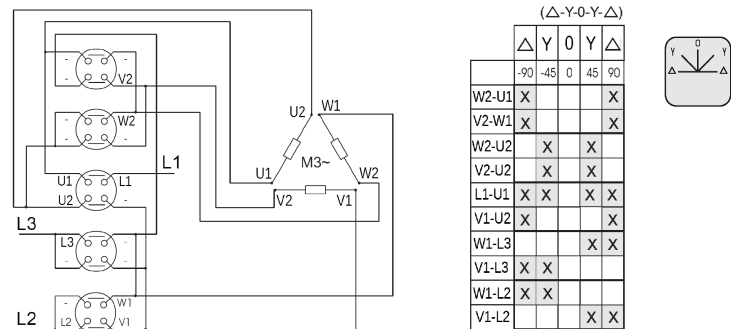 (△-Y-0-Y-△)
△ Y 0 Y △
-90 -45 0 45 90
W2-U1 X X
V2-W1 X X
W2-U2 X X
V2-U2 X X
L1-U1 X X X X
V1-U2 X X
W1-L3 X X
V1-L3 X X
W1-L2 X X
V1-L2 X X
0
Y Y
△ △
- -
- V2
- W2
- -
L1
U1 L1
U2 -
L3
L3 -
- -
- W1
L2
L2 V1
U2 W1
U1 M3~ W2
V2 V1